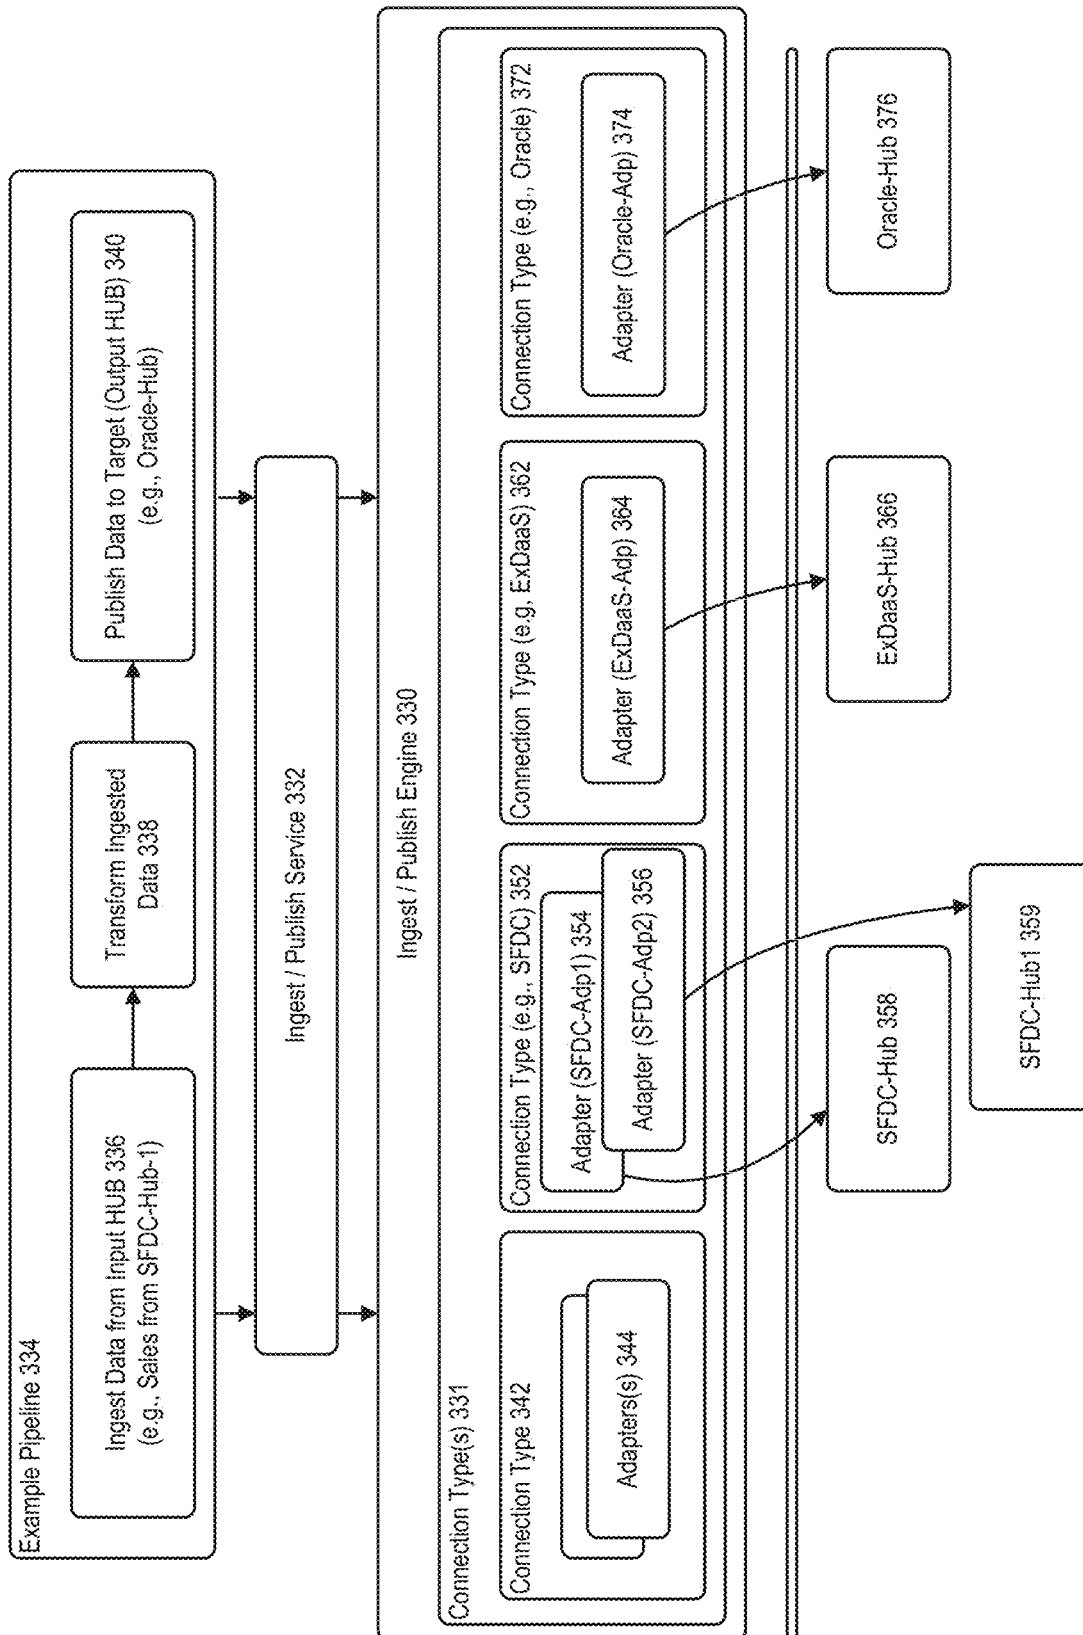 Example Pipeline 334
Ingest Data from Input HUB 336
(e.g., Sales from SFDC-Hub-1)
Transform Ingested
Data 338
Publish Data to Target (Output HUB) 340
(e.g., Oracle-Hub)
Ingest / Publish Service 332
Ingest / Publish Engine 330
Connection Type(s) 331
Connection Type 342
Adapters(s) 344
Connection Type (e.g., SFDC) 352
Adapter (SFDC-Adp1) 354
Adapter (SFDC-Adp2) 356
Connection Type (e.g, ExDaaS) 362
Adapter (ExDaaS-Adp) 364
Connection Type (e.g., Oracle) 372
Adapter (Oracle-Adp) 374
SFDC-Hub 358
SFDC-Hub1 359
ExDaaS-Hub 366
Oracle-Hub 376